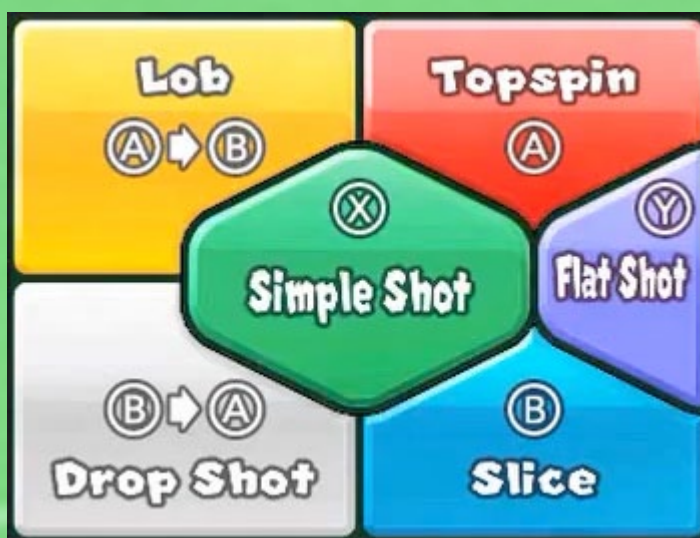 Lob
A ➡ B
Topspin
A
X
Simple Shot
Y
Flat Shot
B ➡ A
Drop Shot
B
Slice